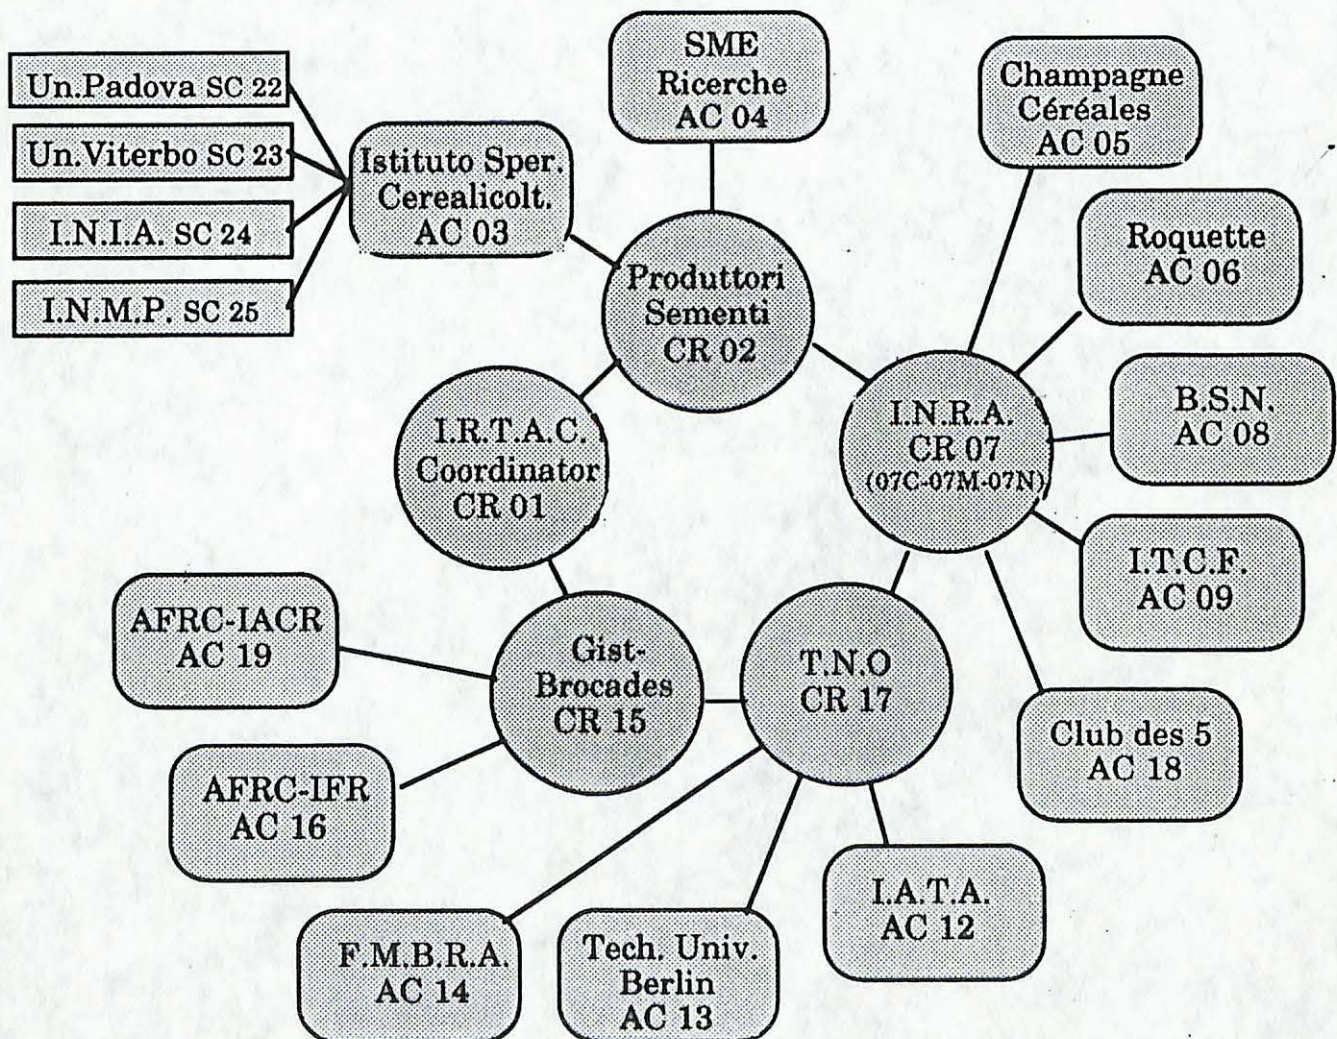 Un.Padova SC 22
Un.Viterbo SC 23
I.N.I.A. SC 24
I.N.M.P. SC 25
Istituto Sper.
Cerealicolt.
AC 03
SME
Ricerche
AC 04
Champagne
Céréales
AC 05
Roquette
AC 06
Produttori
Sementi
CR 02
I.N.R.A.
CR 07
(07C-07M-07N)
B.S.N.
AC 08
I.R.T.A.C.
Coordinator
CR 01
I.T.C.F.
AC 09
AFRC-IACR
AC 19
Gist-
Brocades
CR 15
T.N.O
CR 17
Club des 5
AC 18
AFRC-IFR
AC 16
F.M.B.R.A.
AC 14
Tech. Univ.
Berlin
AC 13
I.A.T.A.
AC 12